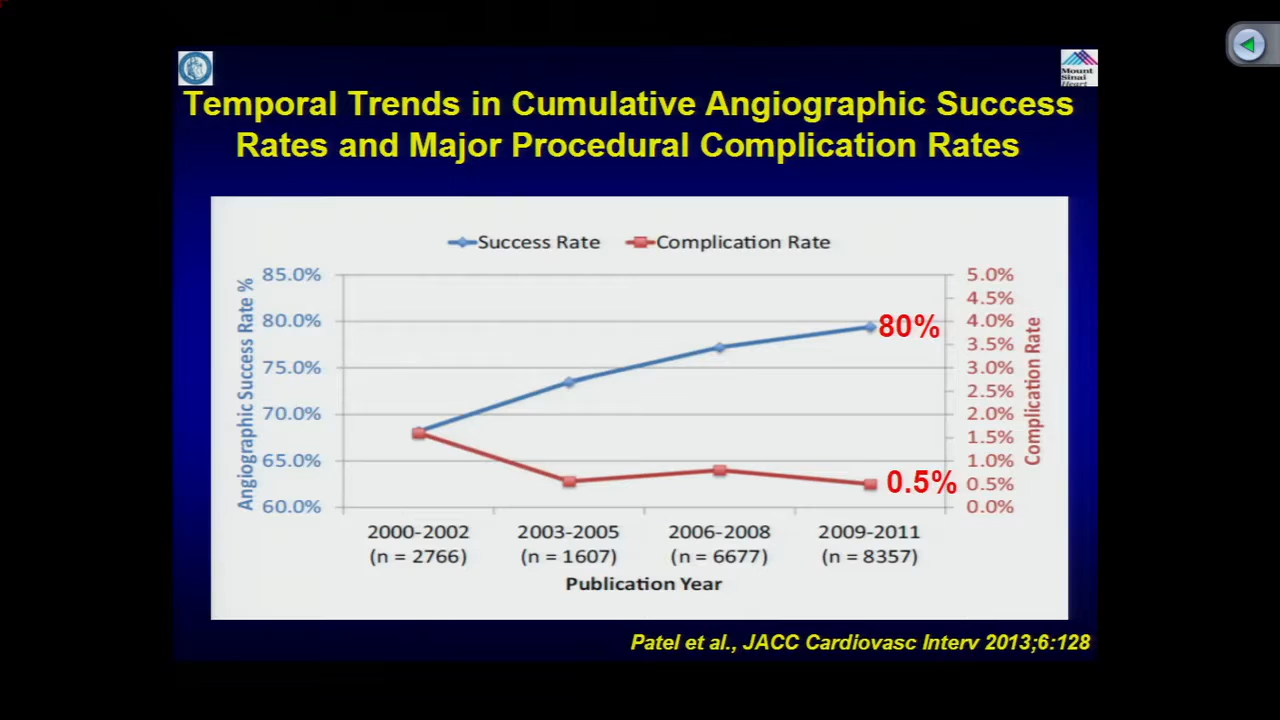 Mount
Sinai
Heart
Temporal Trends in Cumulative Angiographic Success
Rates and Major Procedural Complication Rates
Success Rate Complication Rate
Angiographic Success Rate %
85.0%
80.0%
75.0%
70.0%
65.0%
60.0%
80%
0.5%
5.0%
4.5%
4.0%
3.5%
3.0%
2.5%
2.0%
1.5%
1.0%
0.5%
0.0%
Complication Rate
2000-2002 2003-2005 2006-2008 2009-2011
(n = 2766) (n = 1607) (n = 6677) (n = 8357)
Publication Year
Patel et al., JACC Cardiovasc Interv 2013;6:128